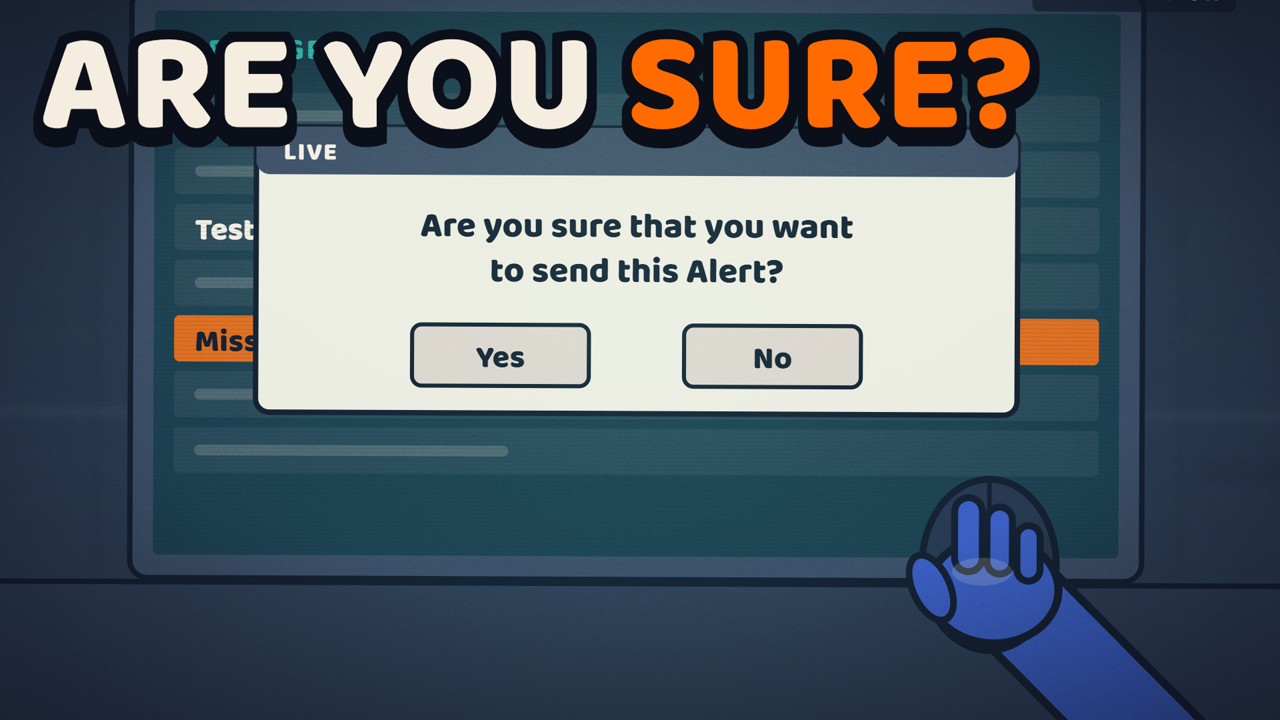 ARE YOU SURE?
LIVE
Are you sure that you want
to send this Alert?
Test
Miss
Yes
No